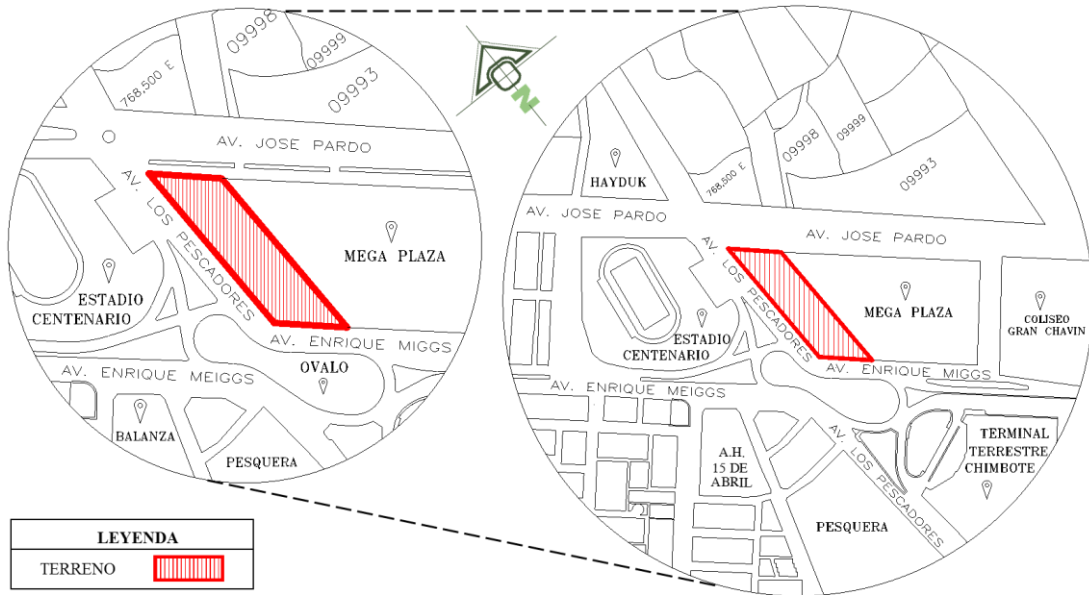 09998
09999
768,500 E
09993
AV. JOSE PARDO
AV. LOS PESCADORES
MEGA PLAZA
ESTADIO
CENTENARIO
AV. ENRIQUE MIGGS
OVALO
AV. ENRIQUE MEIGGS
BALANZA
PESQUERA
N
09998
09999
09993
768,500 E
HAYDUK
AV. JOSE PARDO
AV. JOSE PARDO
AV. LOS PESCADORES
MEGA PLAZA
COLISEO
GRAN CHAVIN
ESTADIO
CENTENARIO
AV. ENRIQUE MIGGS
AV. ENRIQUE MEIGGS
A.H.
15 DE
ABRIL
AV. LOS PESCADORES
TERMINAL
TERRESTRE
CHIMBOTE
PESQUERA
LEYENDA
TERRENO